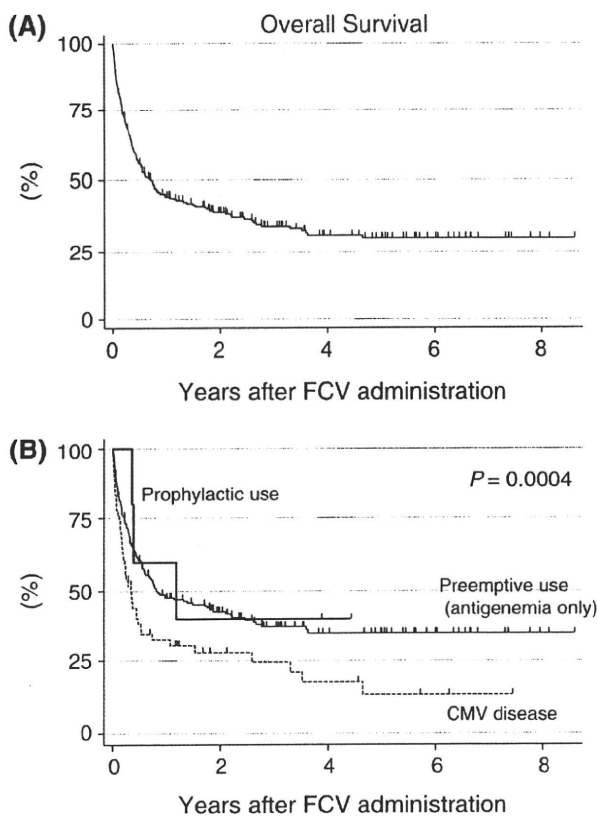 (A)
Overall Survival
100
75
50
25
0
(%)
0 2 4 6 8
Years after FCV administration
(B)
100
75
50
25
0
(%)
P = 0.0004
Prophylactic use
Preemptive use
(antigenemia only)
CMV disease
0 2 4 6 8
Years after FCV administration